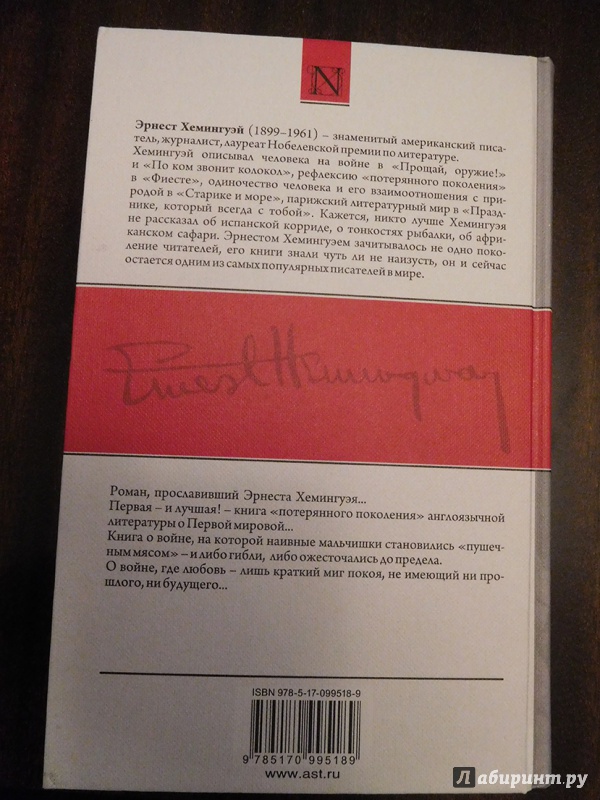 N
Эрнест Хемингуэй (1899–1961) – знаменитый американский писа-
тель, журналист, лауреат Нобелевской премии по литературе.
Хемингуэй описывал человека на войне в «Прощай, оружие!»
и «По ком звонит колокол», рефлексию «потерянного поколения»
в «Фиесте», одиночество человека и его взаимоотношения с при-
родой в «Старике и море», парижский литературный мир в «Празд-
нике, который всегда с тобой». Кажется, никто лучше Хемингуэя
не рассказал об испанской корриде, о тонкостях рыбалки, об афри-
канском сафари. Эрнестом Хемингуэем зачитывалось не одно поко-
ление читателей, его книги знали чуть ли не наизусть, он и сейчас
остается одним из самых популярных писателей в мире.
Ernest Hemingway
Роман, прославивший Эрнеста Хемингуэя...
Первая – и лучшая! – книга «потерянного поколения» англоязычной
литературы о Первой мировой...
Книга о войне, на которой наивные мальчишки становились «пушеч-
ным мясом» – и либо гибли, либо ожесточались до предела.
О войне, где любовь – лишь краткий миг покоя, не имеющий ни про-
шлого, ни будущего...
ISBN 978-5-17-099518-9
9 785170 995189
www.ast.ru
Лабиринт.ру